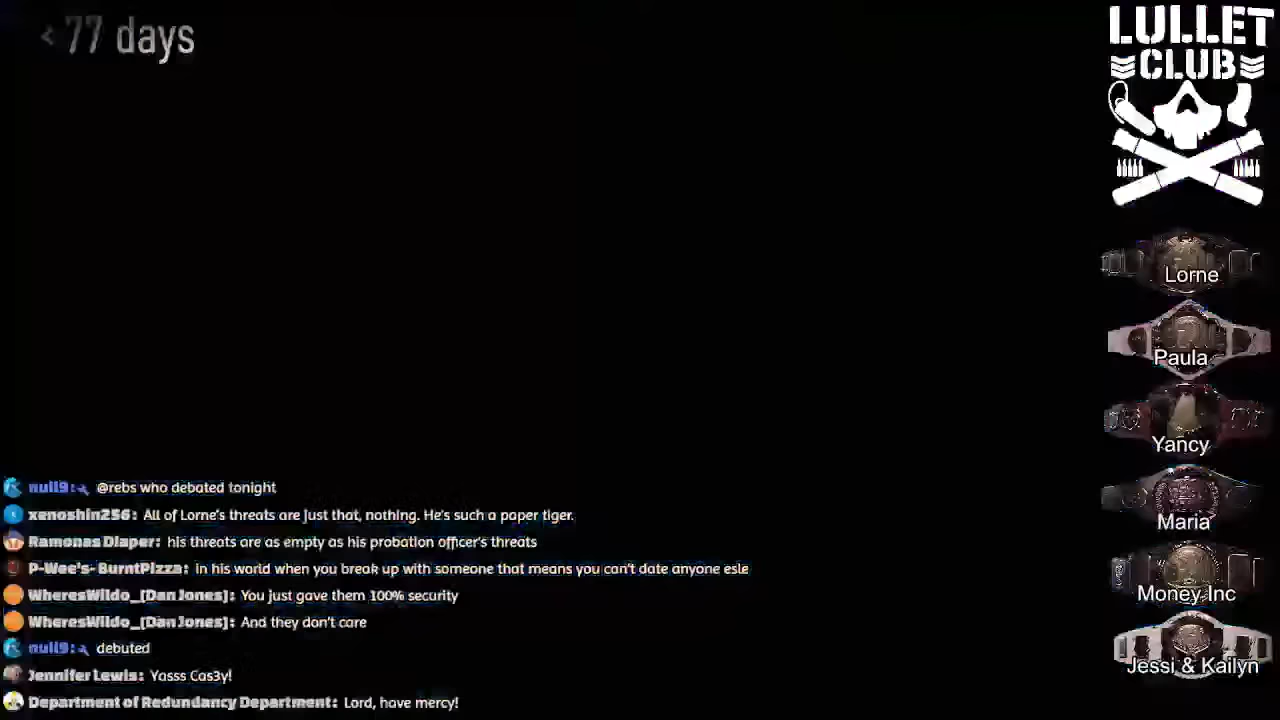 < 77 days
LULLET
CLUB
Lorne
Paula
Yancy
Maria
Money Inc
Jessi & Kailyn
null9: @rebs who debated tonight
xenoshin256: All of Lorne's threats are just that, nothing. He's such a paper tiger.
Ramonas Diaper: his threats are as empty as his probation officer's threats
P-Wee's- BurntPizza: in his world when you break up with someone that means you can't date anyone esle
WheresWildo_(Dan Jones): You just gave them 100% security
WheresWildo_(Dan Jones): And they don't care
null9: debuted
Jennifer Lewis: Yasss Cas3y!
Department of Redundancy Department: Lord, have mercy!